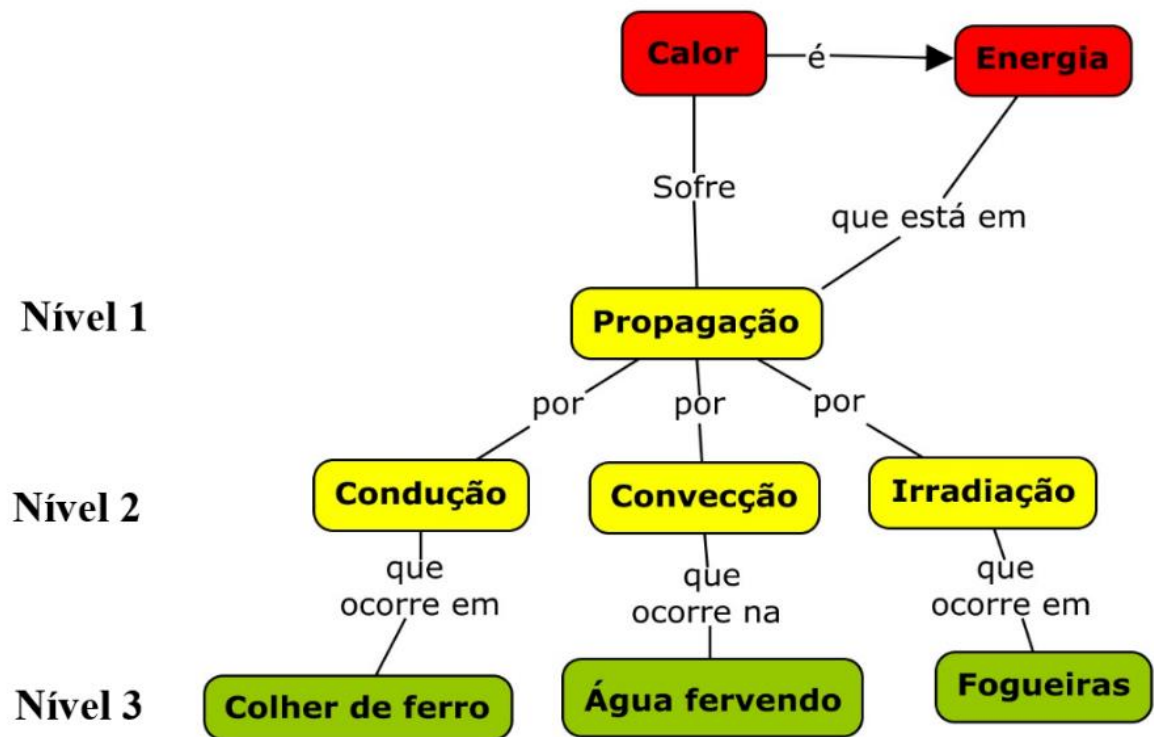 Calor
é
Energia
Sofre
que está em
Nível 1
Propagação
por
por
por
Nível 2
Condução
Convecção
Irradiação
que
ocorre em
que
ocorre na
que
ocorre em
Nível 3
Colher de ferro
Água fervendo
Fogueiras